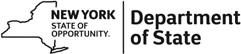 NEW YORK
STATE OF
OPPORTUNITY.
Department
of State